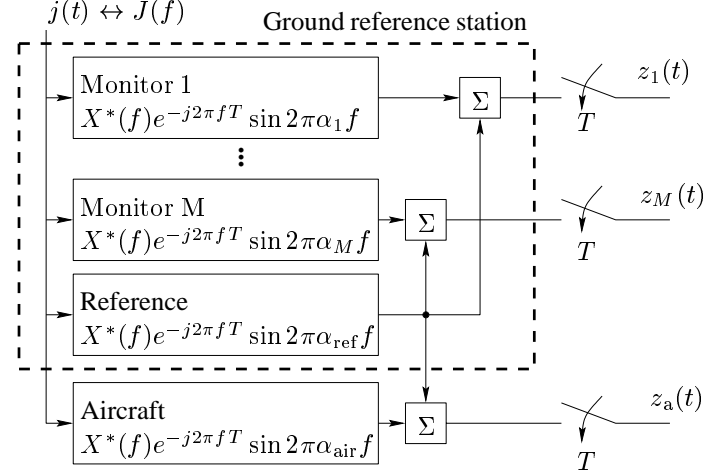 j(t) ↔ J(f)
Ground reference station
Monitor 1
X*(f)e^{-j2πfT} sin 2πα_1 f
Σ
z_1(t)
T
⋮
Monitor M
X*(f)e^{-j2πfT} sin 2πα_M f
Σ
z_M(t)
T
Reference
X*(f)e^{-j2πfT} sin 2πα_ref f
Aircraft
X*(f)e^{-j2πfT} sin 2πα_air f
Σ
z_a(t)
T